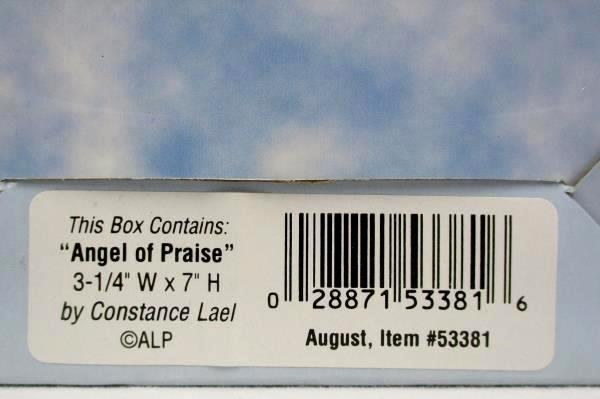 This Box Contains:
"Angel of Praise"
3-1/4" W x 7" H
by Constance Lael
©ALP
0 28871 53381 6
August, Item #53381